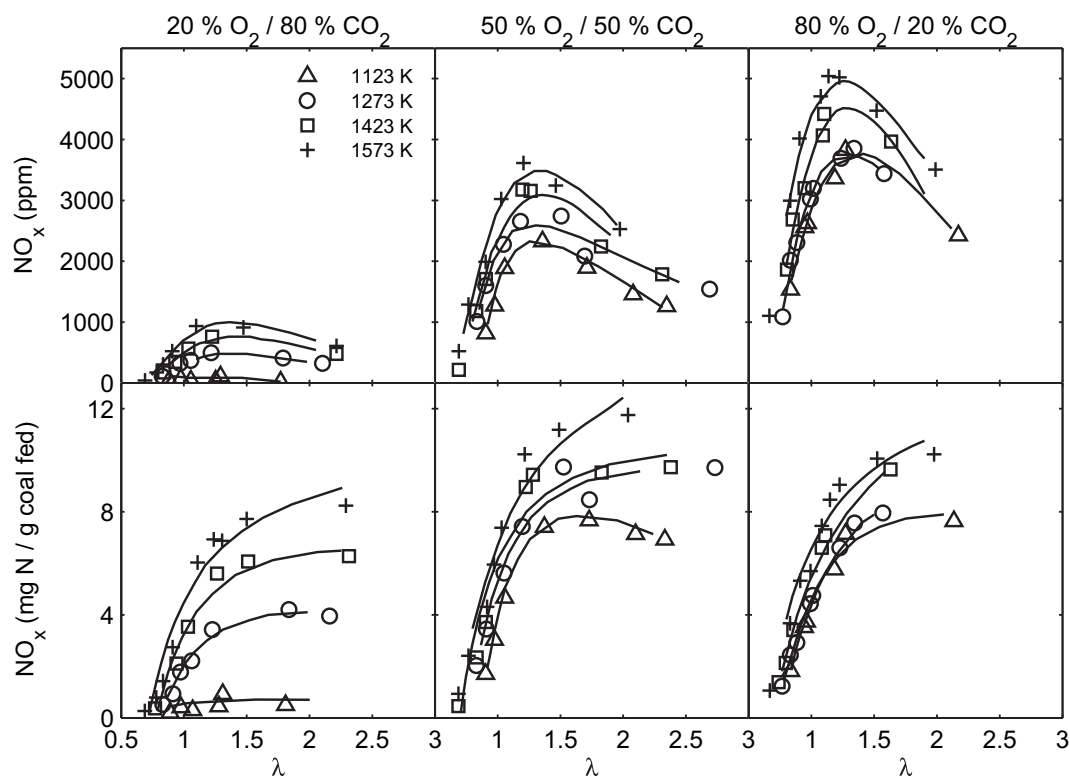 20 % O2 / 80 % CO2
50 % O2 / 50 % CO2
80 % O2 / 20 % CO2
1123 K
1273 K
1423 K
1573 K
NOx (ppm)
5000
4000
3000
2000
1000
0
NOx (mg N / g coal fed)
12
8
4
0
0.5 1 1.5 2 2.5 3 1 1.5 2 2.5 3 1 1.5 2 2.5 3
λ λ λ